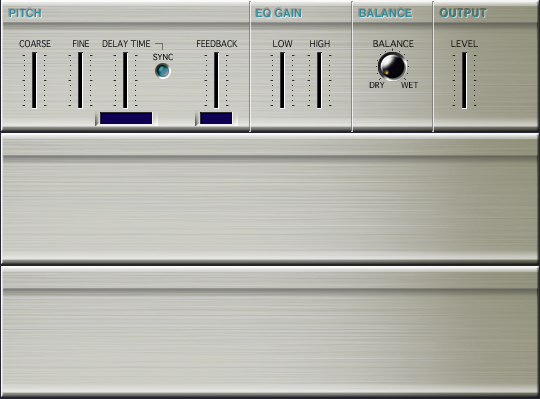 PITCH
EQ GAIN
BALANCE
OUTPUT
COARSE
FINE
DELAY TIME
SYNC
FEEDBACK
LOW
HIGH
BALANCE
DRY
WET
LEVEL